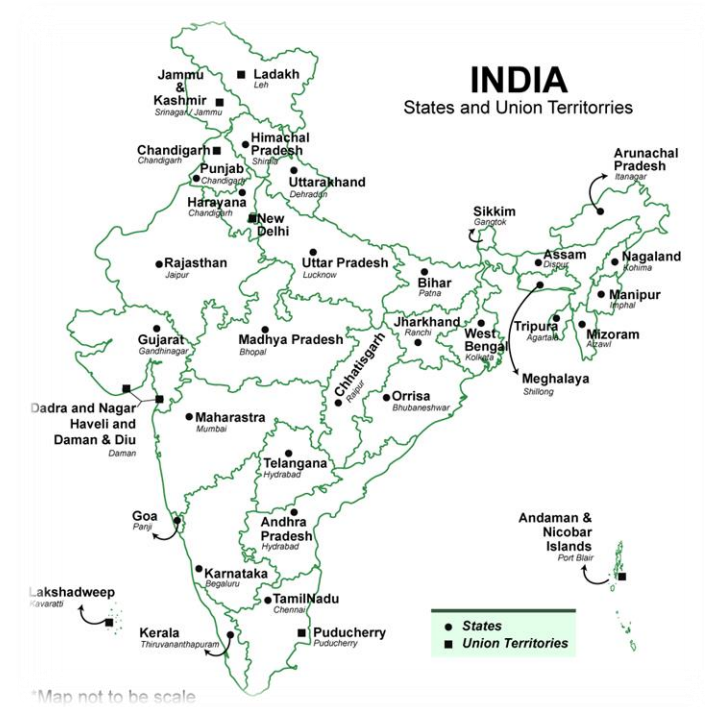 INDIA
States and Union Territorries
Jammu
&
Kashmir
Srinagar / Jammu
Ladakh
Leh
Himachal
Pradesh
Shimla
Chandigarh
Chandigarh
Punjab
Chandigarh
Uttarakhand
Dehradan
Harayana
Chandigarh
New
Delhi
Arunachal
Pradesh
Itanagar
Sikkim
Gangtok
Rajasthan
Jaipur
Uttar Pradesh
Lucknow
Assam
Dispur
Nagaland
Kohima
Bihar
Patna
Manipur
Imphal
Gujarat
Gandhinagar
Madhya Pradesh
Bhopal
Jharkhand
Ranchi
West
Bengal
Kolkata
Tripura
Agartala
Mizoram
Aizawl
Chhatisgarh
Raipur
Meghalaya
Shillong
Orrisa
Bhubaneshwar
Dadra and Nagar
Haveli and
Daman & Diu
Daman
Maharastra
Mumbai
Telangana
Hydrabad
Goa
Panji
Andhra
Pradesh
Hydrabad
Andaman &
Nicobar
Islands
Port Blair
Karnataka
Begaluru
Lakshadweep
Kavaratti
TamilNadu
Chennai
Kerala
Thiruvananthapuram
Puducherry
Puducherry
States
Union Territories
*Map not to be scale